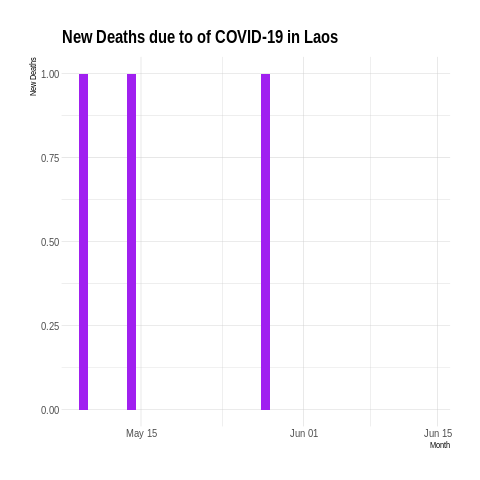 New Deaths due to of COVID-19 in Laos
New Deaths
1.00
0.75
0.50
0.25
0.00
May 15
Jun 01
Jun 15
Month